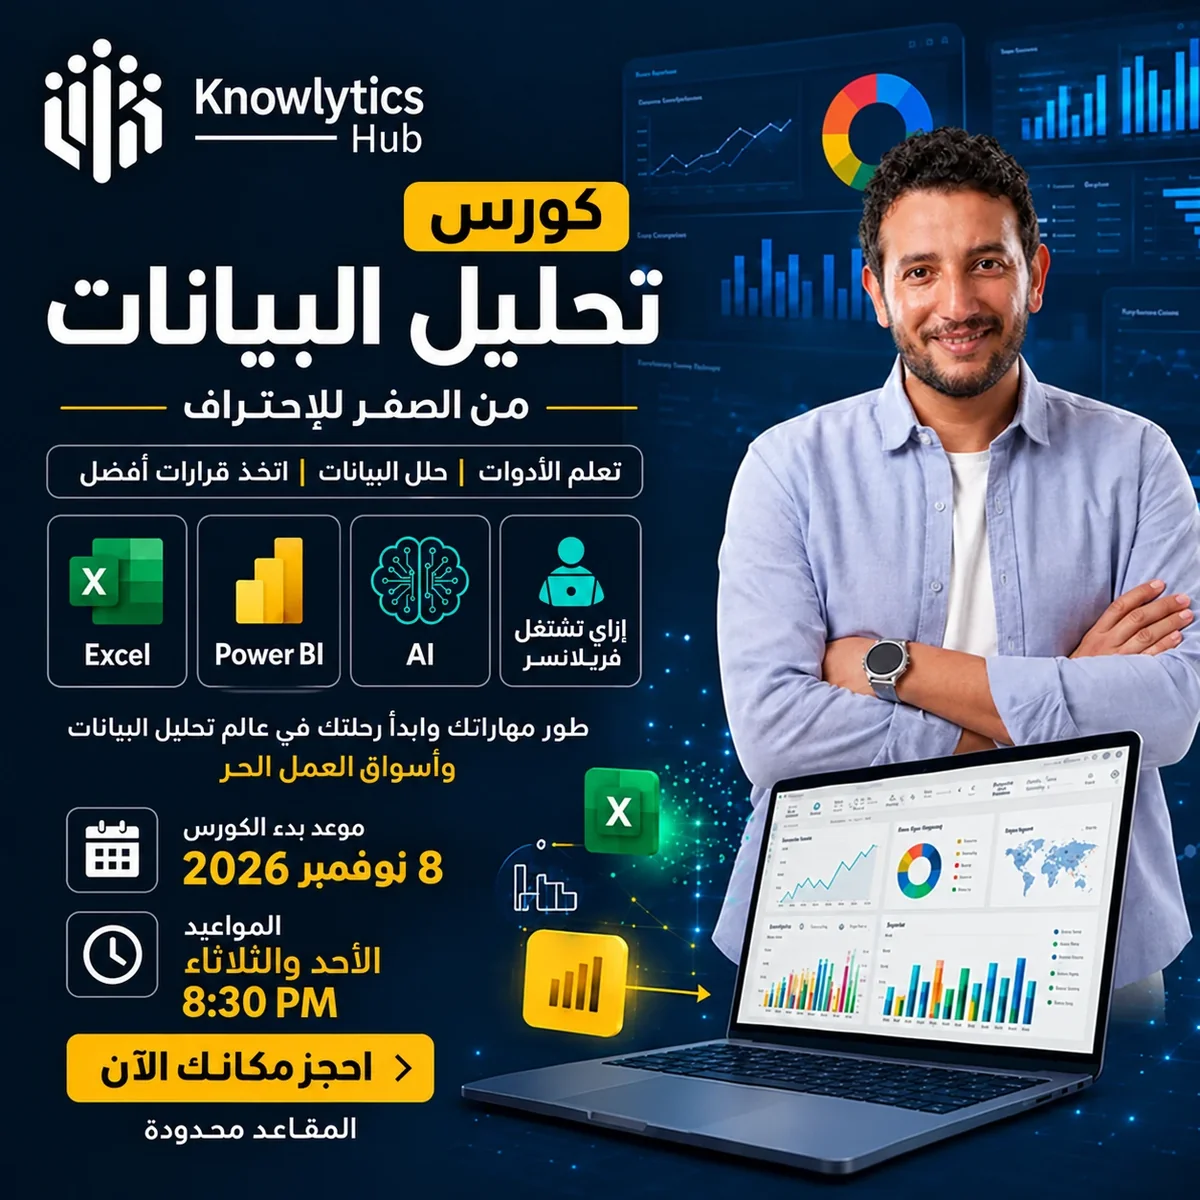 Knowlytics
Hub
كورس
تحليل البيانات
من الصفر للإحتراف
تعلم الأدوات | حلل البيانات | اتخذ قرارات أفضل
X
Excel
Power BI
AI
إزاي تشتغل
فريلانسر
طور مهاراتك وابدأ رحلتك في عالم تحليل البيانات
وأسواق العمل الحر
X
موعد بدء الكورس
8 نوفمبر 2026
المواعيد
الأحد والثلاثاء
8:30 PM
احجز مكانك الآن
المقاعد محدودة